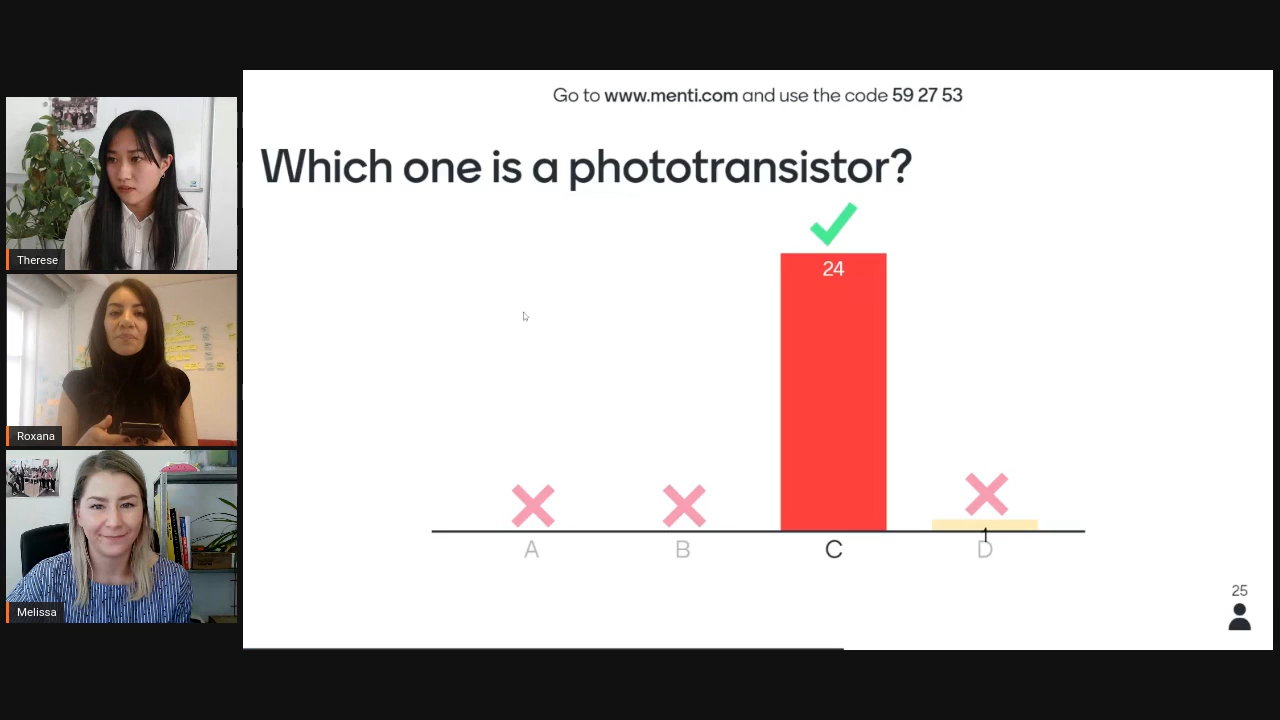 Go to www.menti.com and use the code 59 27 53
Which one is a phototransistor?
24
1
A
B
C
D
25
Therese
Roxana
Melissa